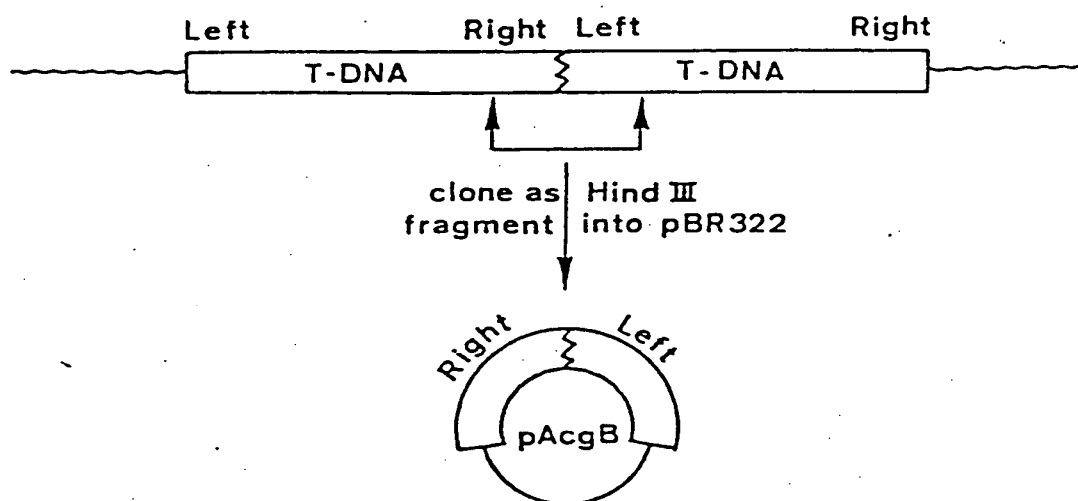 Left Right Left Right
T-DNA T-DNA
clone as Hind III
fragment into pBR322
Right Left
pAcgB